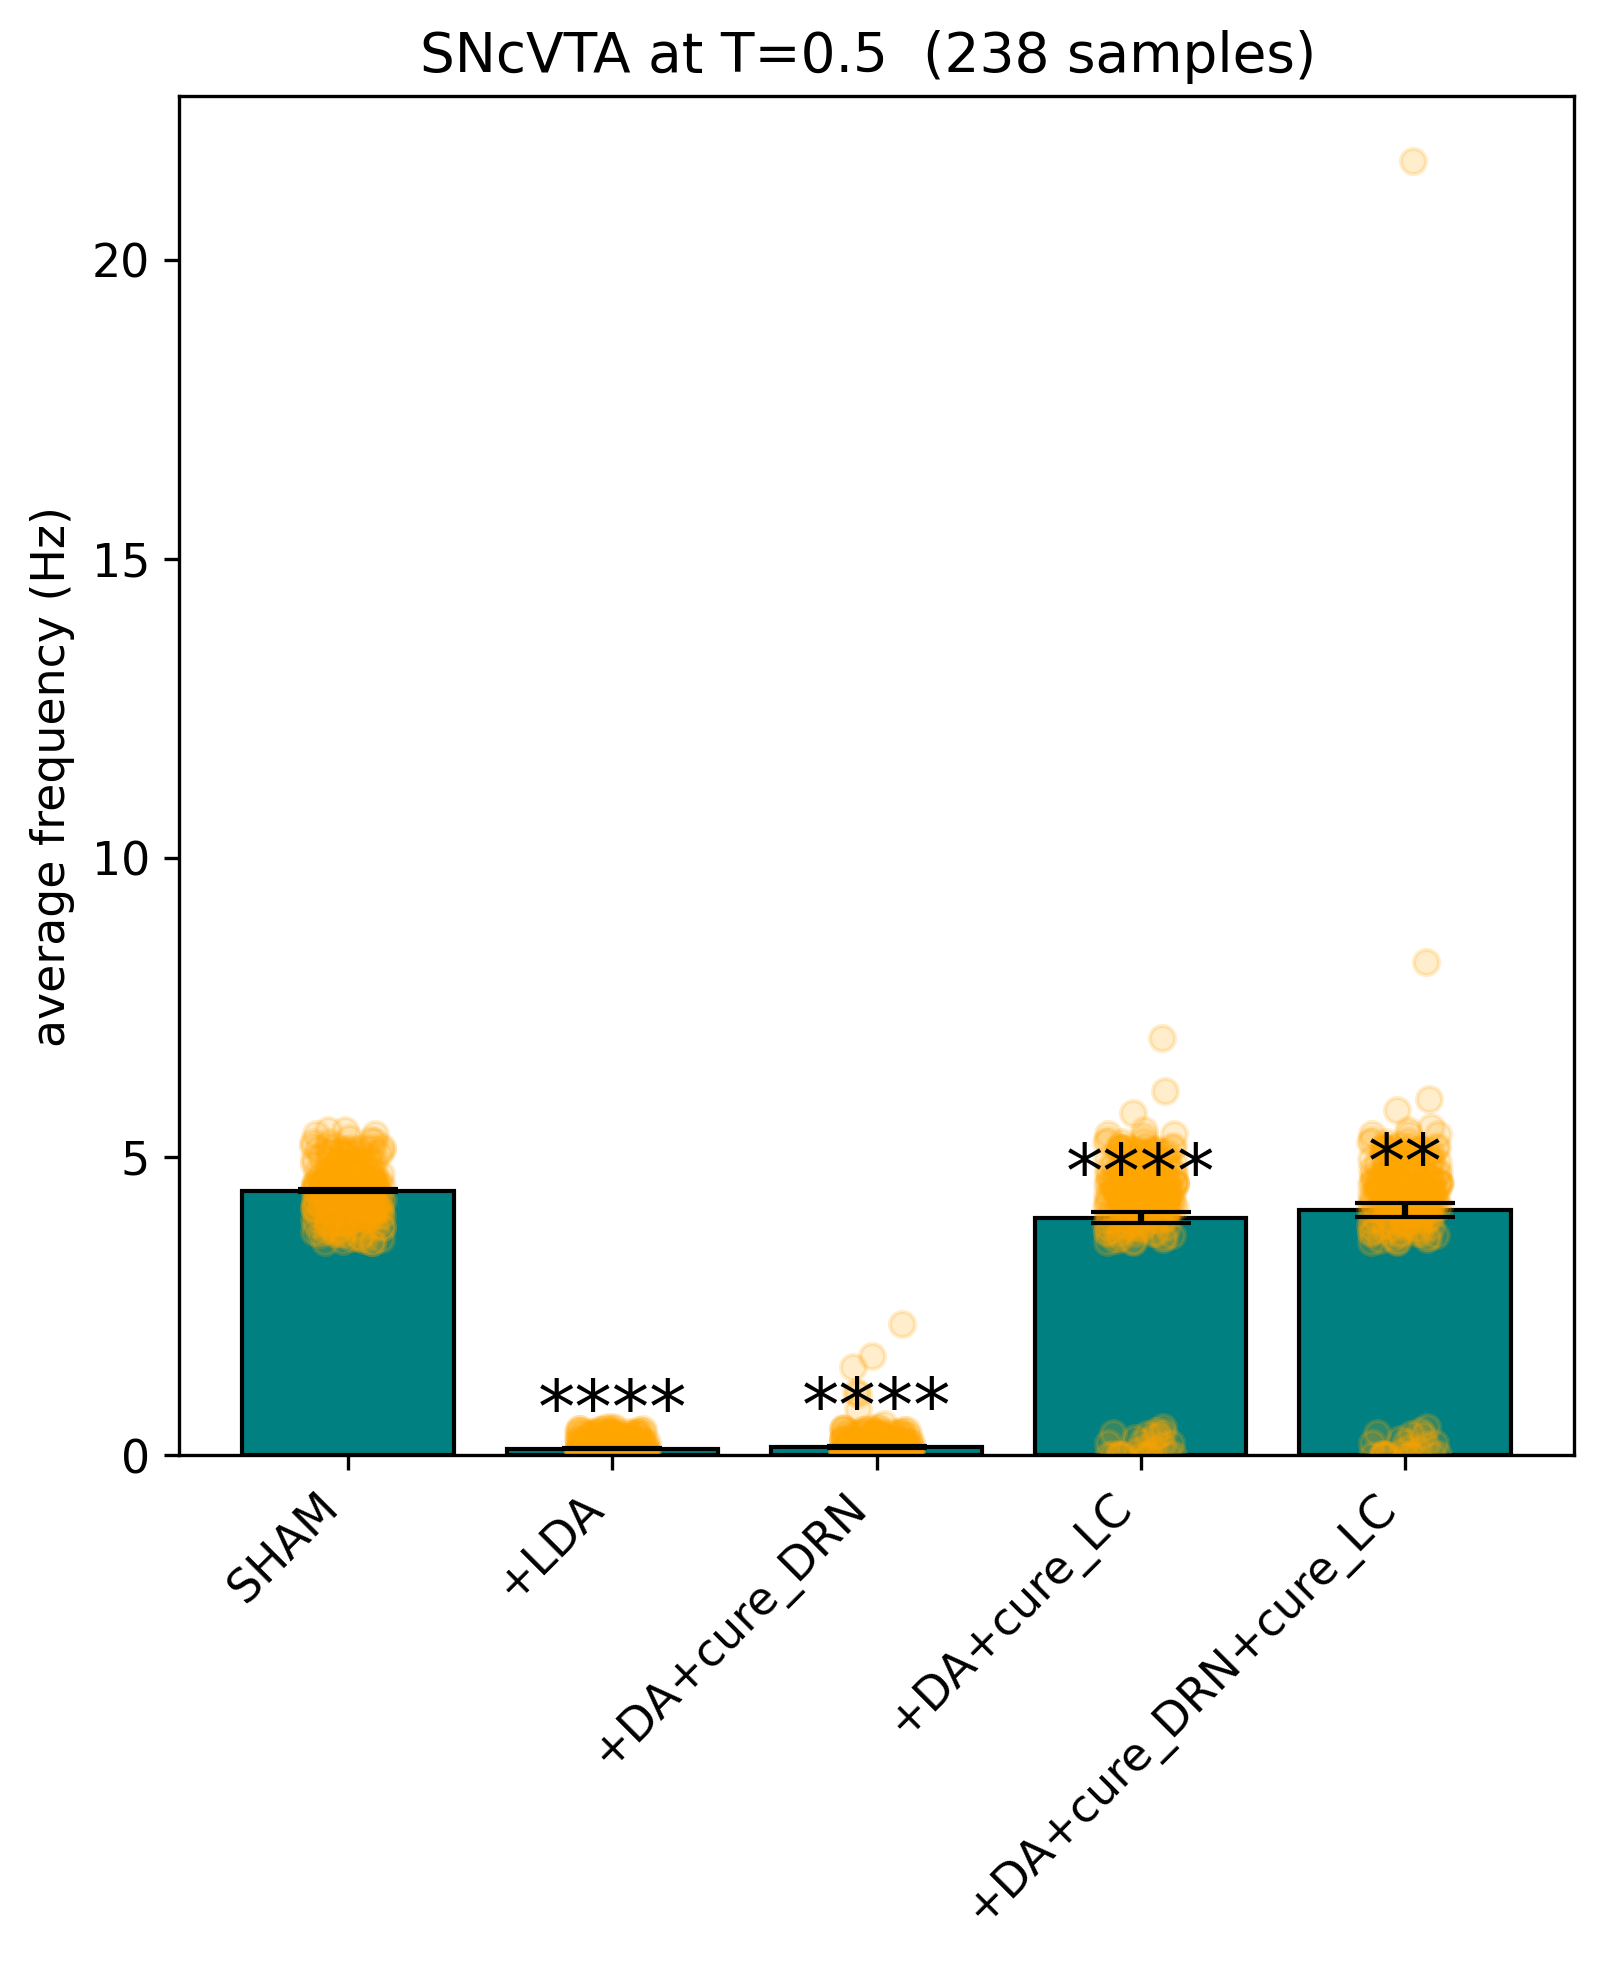 SNcVTA at T=0.5  (238 samples)
average frequency (Hz)
20
15
10
5
0
****
**
****
****
SHAM
+LDA
+DA+cure_DRN
+DA+cure_LC
+DA+cure_DRN+cure_LC